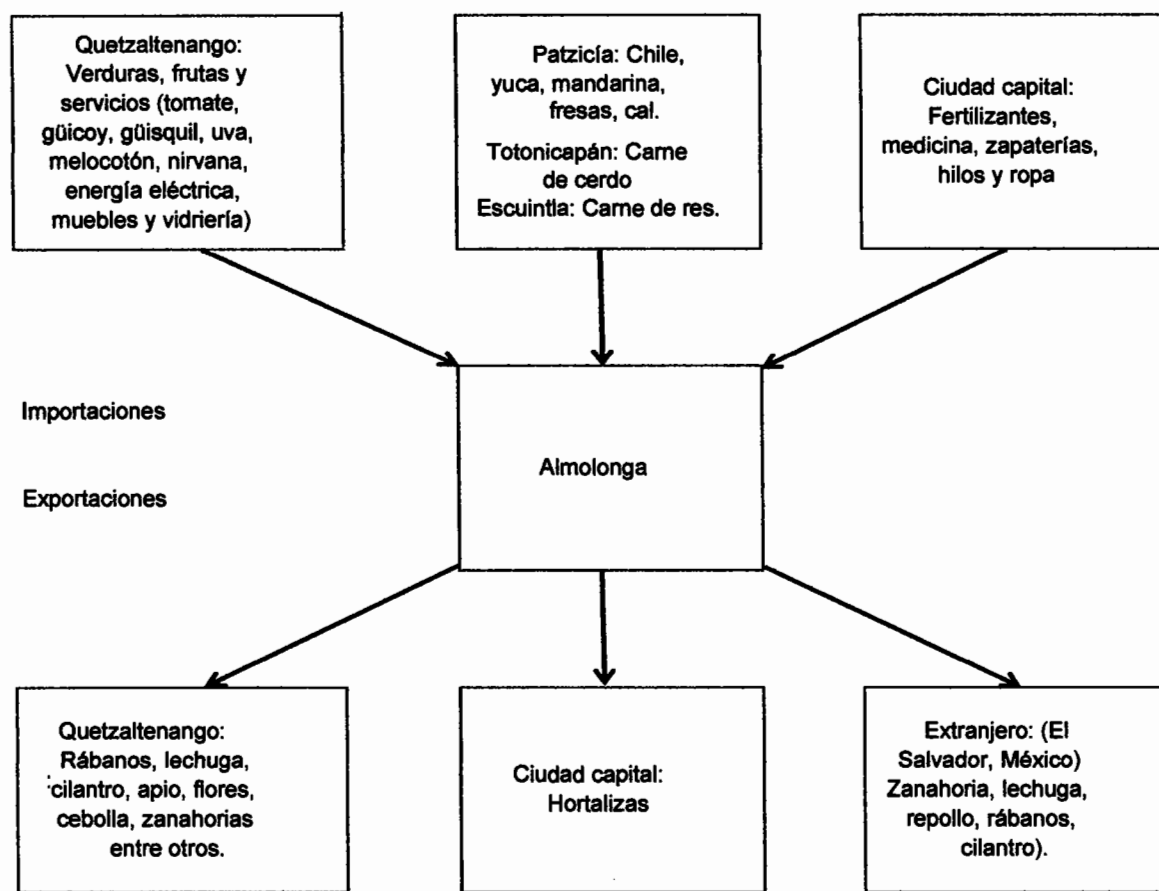 Quetzaltenango:
Verduras, frutas y
servicios (tomate,
güicoy, güisquil, uva,
melocotón, nirvana,
energía eléctrica,
muebles y vidriería)
Patzicía: Chile,
yuca, mandarina,
fresas, cal.
Totonicapán: Carne
de cerdo
Escuintla: Carne de res.
Ciudad capital:
Fertilizantes,
medicina, zapaterías,
hilos y ropa
Importaciones
Almolonga
Exportaciones
Quetzaltenango:
Rábanos, lechuga,
cilantro, apio, flores,
cebolla, zanahorias
entre otros.
Ciudad capital:
Hortalizas
Extranjero: (El
Salvador, México)
Zanahoria, lechuga,
repollo, rábanos,
cilantro).